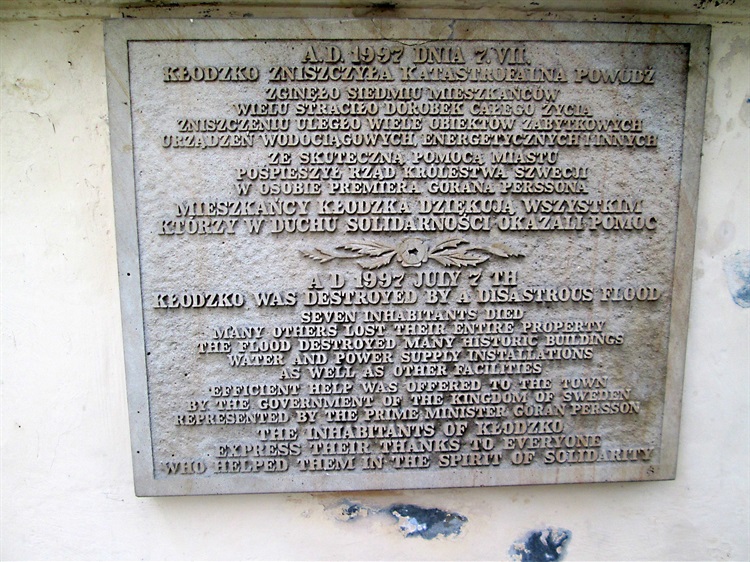 A.D. 1997 DNIA 7.VII.
KŁODZKO ZNISZCZYŁA KATASTROFALNA POWÓDŹ
ZGINĘŁO SIEDMIU MIESZKAŃCÓW
WIELU STRACIŁO DOROBEK CAŁEGO ŻYCIA
ZNISZCZENIU ULEGŁO WIELE OBIEKTÓW ZABYTKOWYCH
URZĄDZEŃ WODOCIĄGOWYCH, ENERGETYCZNYCH I INNYCH
ZE SKUTECZNĄ POMOCĄ MIASTU
POŚPIESZYŁ RZĄD KRÓLESTWA SZWECJI
W OSOBIE PREMIERA GÖRANA PERSSONA
MIESZKAŃCY KŁODZKA DZIĘKUJĄ WSZYSTKIM
KTÓRZY W DUCHU SOLIDARNOŚCI OKAZALI POMOC
A D 1997 JULY 7 TH
KŁODZKO WAS DESTROYED BY A DISASTROUS FLOOD
SEVEN INHABITANTS DIED
MANY OTHERS LOST THEIR ENTIRE PROPERTY
THE FLOOD DESTROYED MANY HISTORIC BUILDINGS
WATER AND POWER SUPPLY INSTALLATIONS
AS WELL AS OTHER FACILITIES
EFFICIENT HELP WAS OFFERED TO THE TOWN
BY THE GOVERNMENT OF THE KINGDOM OF SWEDEN
REPRESENTED BY THE PRIME MINISTER GÖRAN PERSSON
THE INHABITANTS OF KŁODZKO
EXPRESS THEIR THANKS TO EVERYONE
WHO HELPED THEM IN THE SPIRIT OF SOLIDARITY